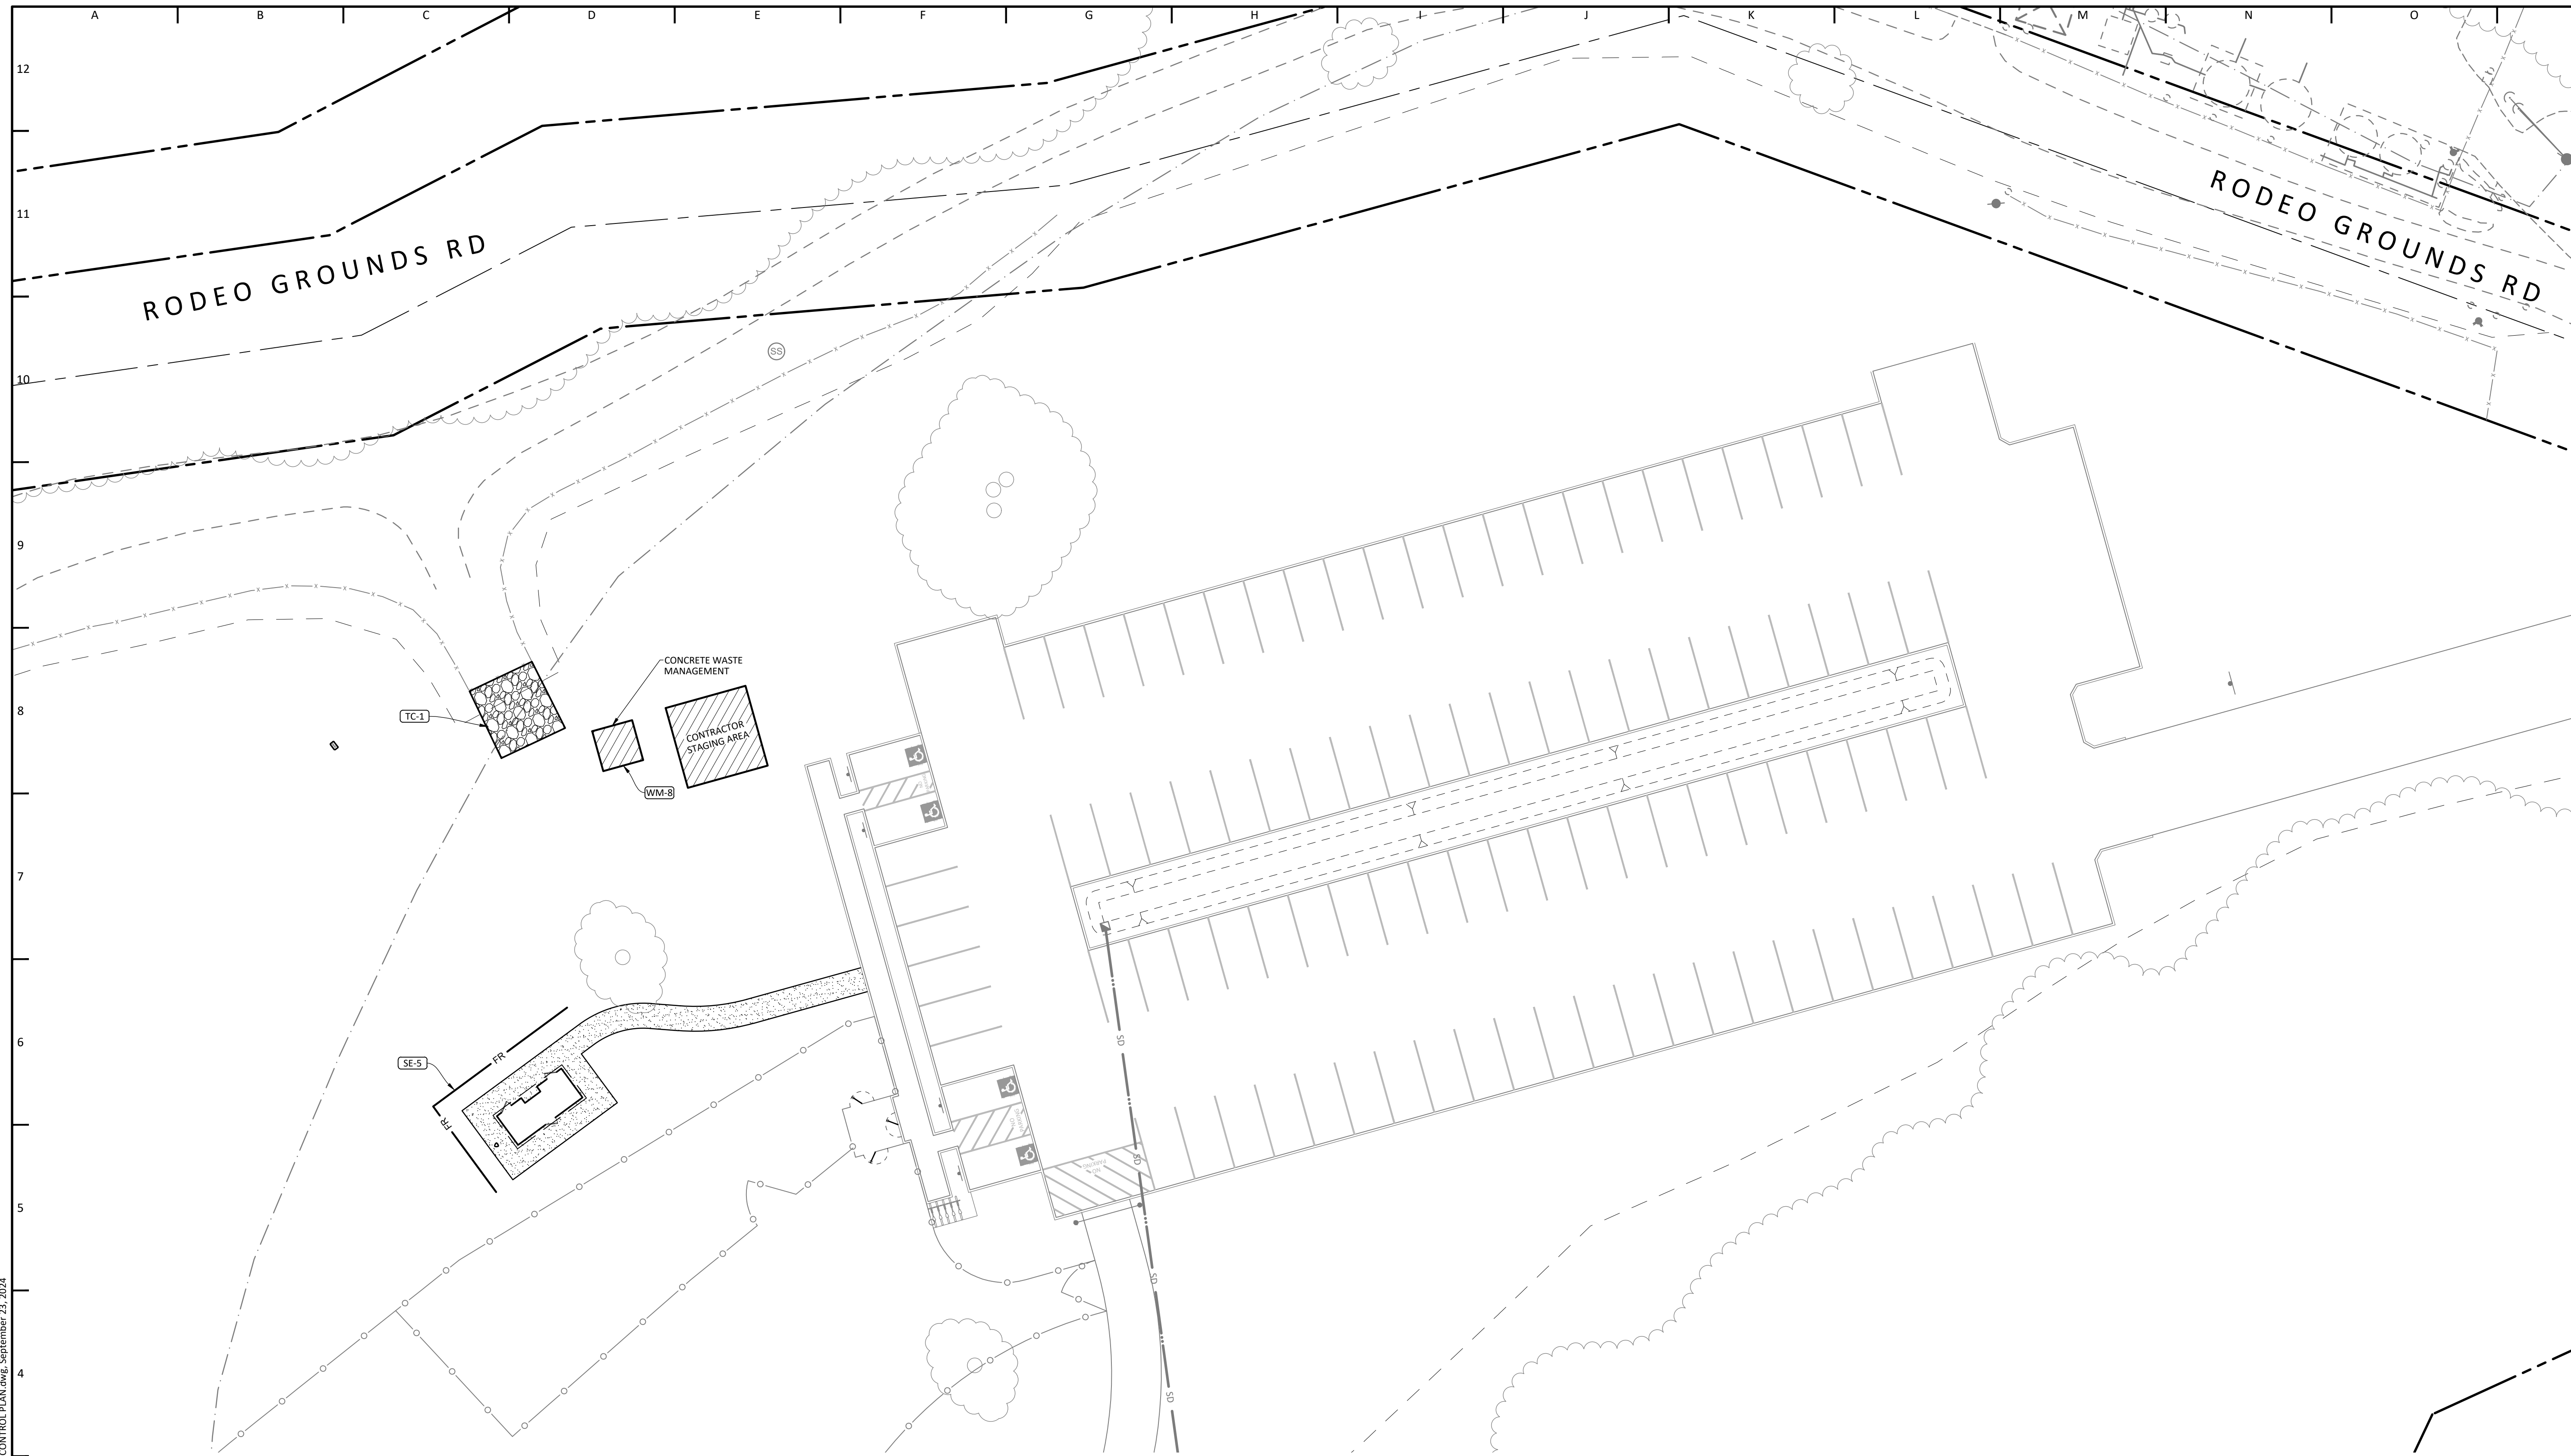 A B C D E F G H I J K L M N O
12
11
10
9
8
7
6
5
4
RODEO GROUNDS RD
RODEO GROUNDS RD
SS
CONCRETE WASTE
MANAGEMENT
TC-1
CONTRACTOR
STAGING AREA
WM-8
SE-5
FR
FR
SD
SD
SD
SD
NO
PARKING
CONTROL PLAN.dwg, September 23, 2024